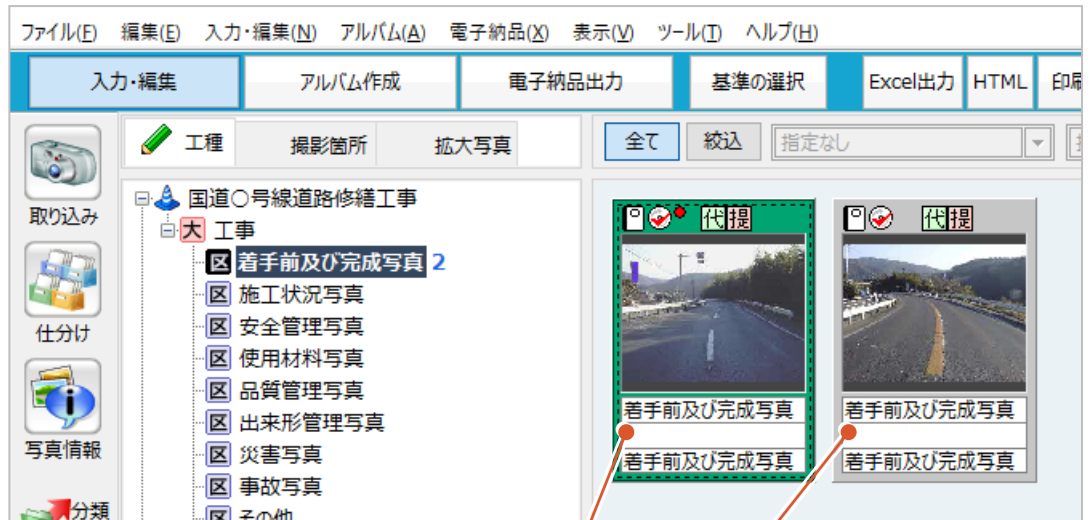 ファイル(F) 編集(E) 入力・編集(N) アルバム(A) 電子納品(X) 表示(V) ツール(T) ヘルプ(H)
入力・編集 アルバム作成 電子納品出力 基準の選択 Excel出力 HTML 印刷
工種 撮影箇所 拡大写真 全て 絞込 指定なし
取り込み
仕分け
写真情報
分類
国道○号線道路修繕工事
大 工事
区 着手前及び完成写真 2
区 施工状況写真
区 安全管理写真
区 使用材料写真
区 品質管理写真
区 出来形管理写真
区 災害写真
区 事故写真
区 その他
代 提
着手前及び完成写真
着手前及び完成写真
代 提
着手前及び完成写真
着手前及び完成写真